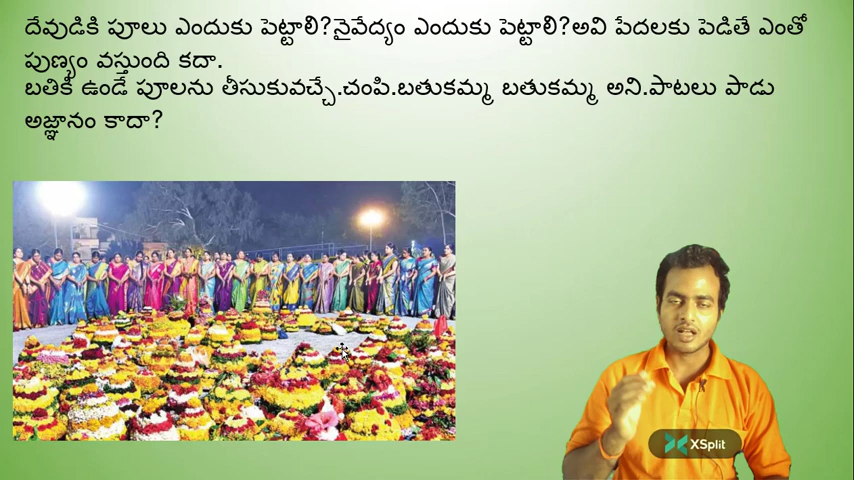 దేవుడికి పూలు ఎందుకు పెట్టాలి?నైవేద్యం ఎందుకు పెట్టాలి?అవి పేదలకు పెడితే ఎంతో
పుణ్యం వస్తుంది కదా.
బతికి ఉండే పూలను తీసుకువచ్చే.చంపి.బతుకమ్మ బతుకమ్మ అని.పాటలు పాడు
అజ్ఞానం కాదా?
XSplit